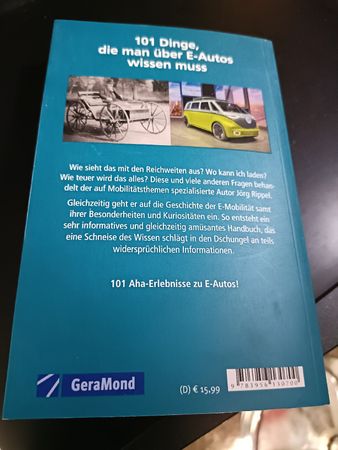 101 Dinge,
die man über E-Autos
wissen muss
Wie sieht das mit den Reichweiten aus? Wo kann ich laden?
Wie teuer wird das alles? Diese und viele anderen Fragen behan-
delt der auf Mobilitätsthemen spezialisierte Autor Jörg Rippel.
Gleichzeitig geht er auf die Geschichte der E-Mobilität samt
ihrer Besonderheiten und Kuriositäten ein. So entsteht ein
sehr informatives und gleichzeitig amüsantes Handbuch, das
eine Schneise des Wissen schlägt in den Dschungel an teils
widersprühlichen Informationen.
101 Aha-Erlebnisse zu E-Autos!
GeraMond
(D) € 15,99